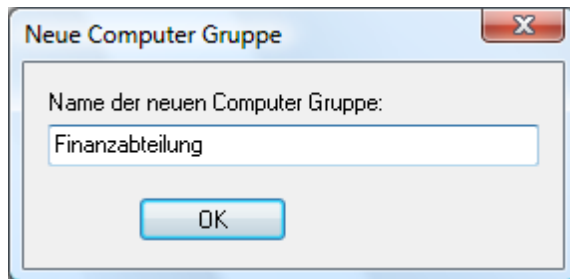 Neue Computer Gruppe
Name der neuen Computer Gruppe:
Finanzabteilung
OK